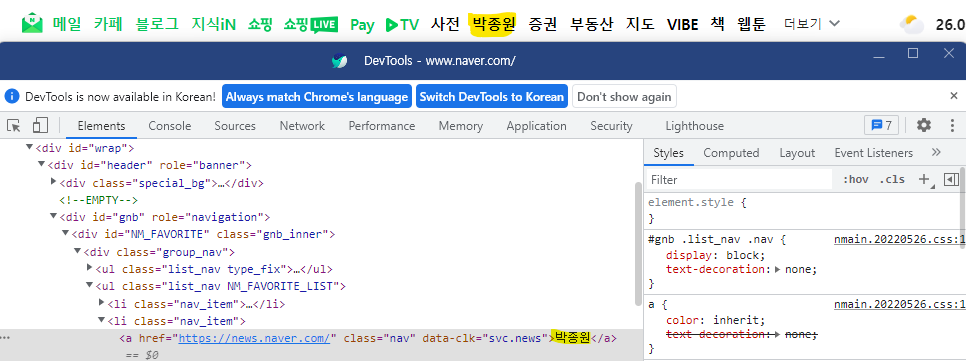 메일 카페 블로그 지식iN 쇼핑 쇼핑LIVE Pay TV 사전 박종원 증권 부동산 지도 VIBE 책 웹툰 더보기 26.0
DevTools - www.naver.com/
DevTools is now available in Korean! Always match Chrome's language Switch DevTools to Korean Don't show again
Elements Console Sources Network Performance Memory Application Security Lighthouse 7
<div id="wrap">
<div id="header" role="banner">
<div class="special_bg">…</div>
<!--EMPTY-->
<div id="gnb" role="navigation">
<div id="NM_FAVORITE" class="gnb_inner">
<div class="group_nav">
<ul class="list_nav type_fix">…</ul>
<ul class="list_nav NM_FAVORITE_LIST">
<li class="nav_item">…</li>
<li class="nav_item">
<a href="https://news.naver.com/" class="nav" data-clk="svc.news">박종원</a>
== $0
Styles Computed Layout Event Listeners »
Filter :hov .cls +
element.style {
}
#gnb .list_nav .nav { nmain.20220526.css:1
display: block;
text-decoration: none;
}
a { nmain.20220526.css:1
color: inherit;
text-decoration: none;
}